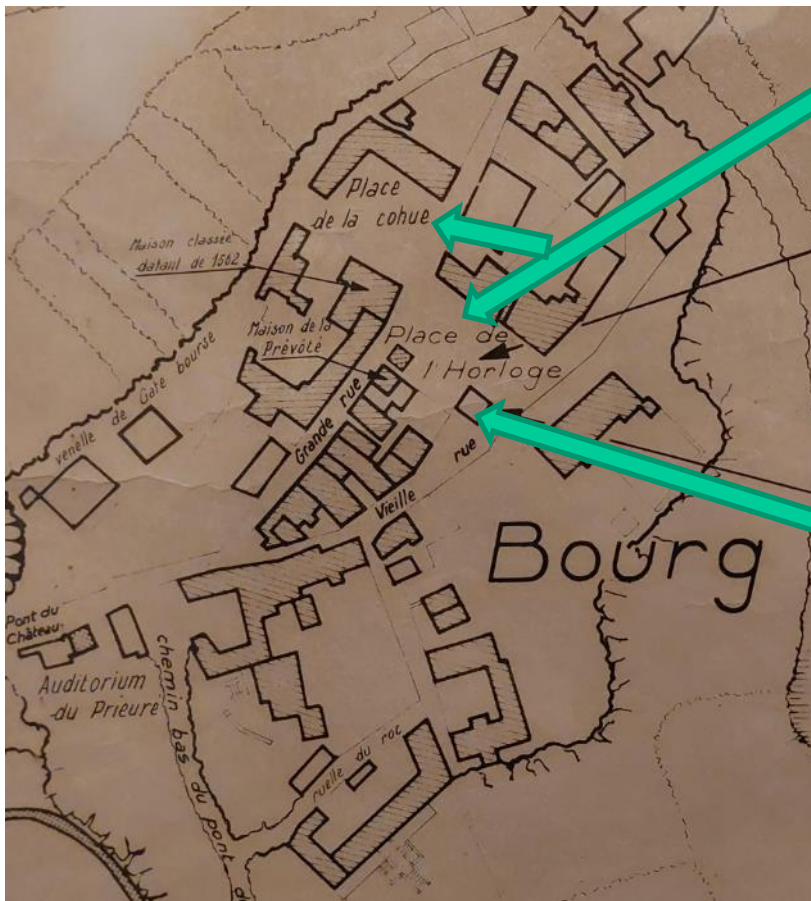 Place
de la cohue
Maison classée
datant de 1562
Maison de la
Prévôté
Place de
l'Horloge
venelle de Gate bourse
Grande rue
Vieille rue
Bourg
Pont du
Château
Auditorium
du Prieuré
chemin bas du pont d
ruelle du roc